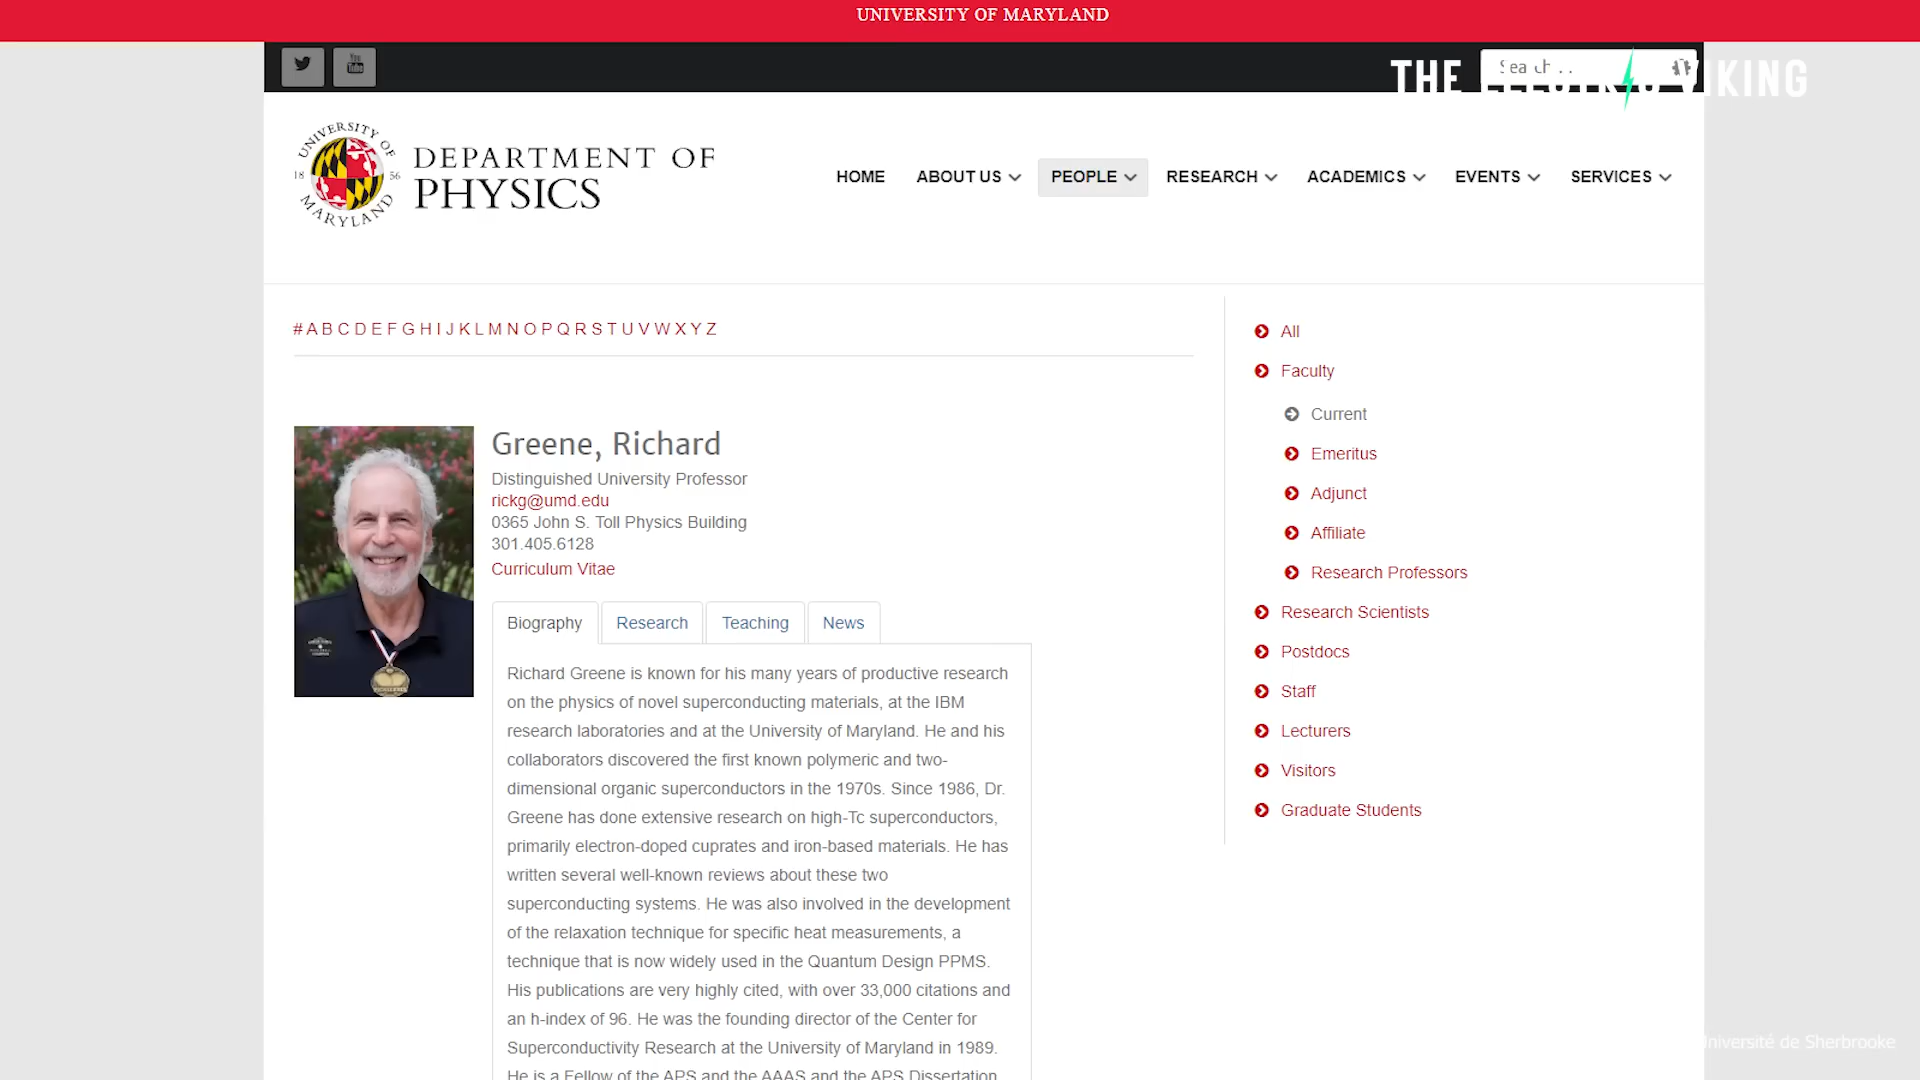 UNIVERSITY OF MARYLAND
THE VIKING
UNIVERSITY OF
18 56
MARYLAND
DEPARTMENT OF
PHYSICS
HOME ABOUT US PEOPLE RESEARCH ACADEMICS EVENTS SERVICES
# A B C D E F G H I J K L M N O P Q R S T U V W X Y Z
Greene, Richard
Distinguished University Professor
rickg@umd.edu
0365 John S. Toll Physics Building
301.405.6128
Curriculum Vitae
Biography Research Teaching News
Richard Greene is known for his many years of productive research
on the physics of novel superconducting materials, at the IBM
research laboratories and at the University of Maryland. He and his
collaborators discovered the first known polymeric and two-
dimensional organic superconductors in the 1970s. Since 1986, Dr.
Greene has done extensive research on high-Tc superconductors,
primarily electron-doped cuprates and iron-based materials. He has
written several well-known reviews about these two
superconducting systems. He was also involved in the development
of the relaxation technique for specific heat measurements, a
technique that is now widely used in the Quantum Design PPMS.
His publications are very highly cited, with over 33,000 citations and
an h-index of 96. He was the founding director of the Center for
Superconductivity Research at the University of Maryland in 1989.
He is a Fellow of the APS and the AAAS and the APS Dissertation
All
Faculty
Current
Emeritus
Adjunct
Affiliate
Research Professors
Research Scientists
Postdocs
Staff
Lecturers
Visitors
Graduate Students
Université de Sherbrooke